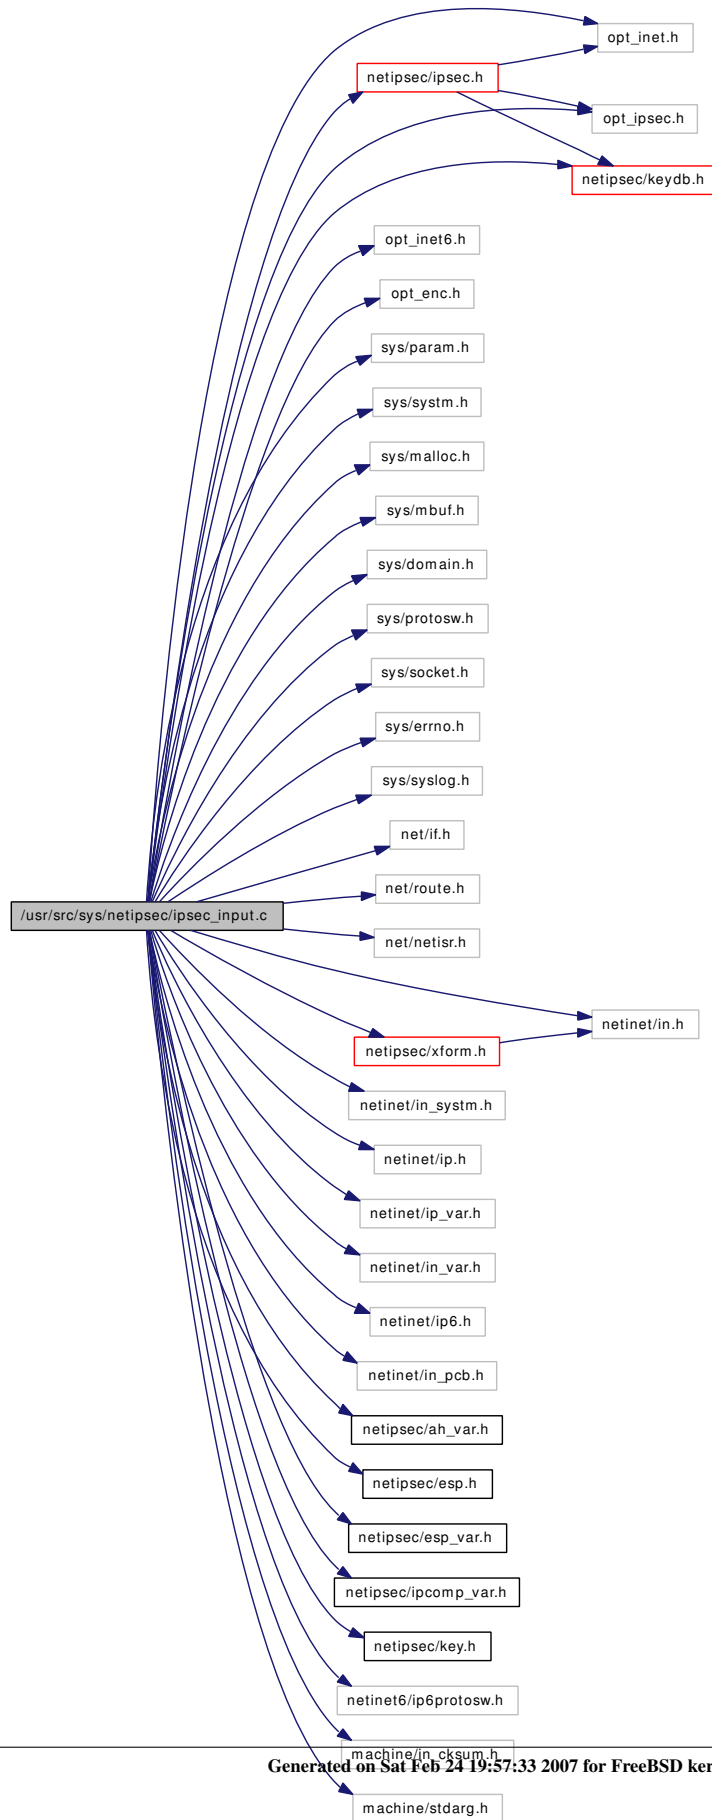 opt_inet.h
netipsec/ipsec.h
opt_ipsec.h
netipsec/keydb.h
opt_inet6.h
opt_enc.h
sys/param.h
sys/systm.h
sys/malloc.h
sys/mbuf.h
sys/domain.h
sys/protosw.h
sys/socket.h
sys/errno.h
sys/syslog.h
net/if.h
net/route.h
/usr/src/sys/netipsec/ipsec_input.c
net/netisr.h
netinet/in.h
netipsec/xform.h
netinet/in_systm.h
netinet/ip.h
netinet/ip_var.h
netinet/in_var.h
netinet/ip6.h
netinet/in_pcb.h
netipsec/ah_var.h
netipsec/esp.h
netipsec/esp_var.h
netipsec/ipcomp_var.h
netipsec/key.h
netinet6/ip6protosw.h
machine/in_cksum.h
Generated on Sat Feb 24 19:57:33 2007 for FreeBSD ker
machine/stdarg.h